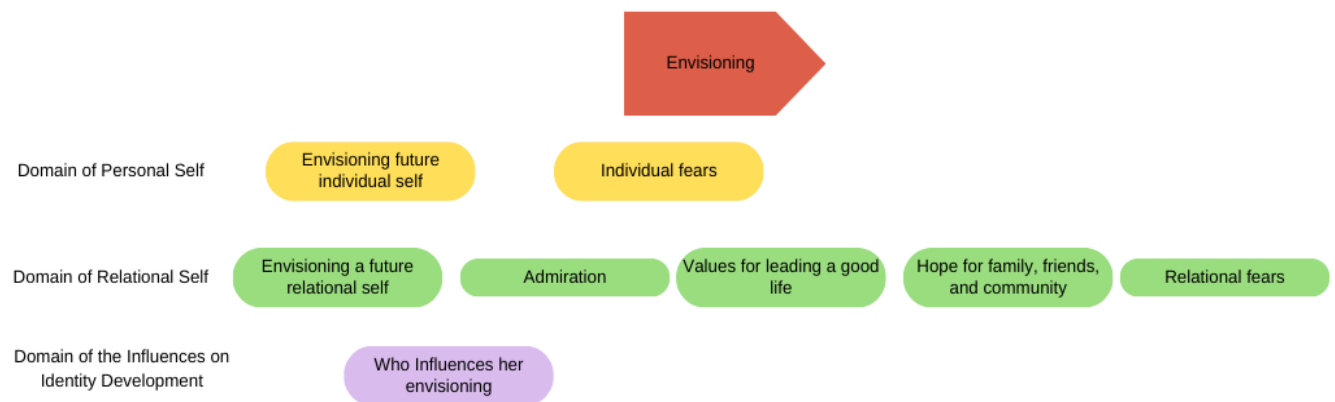 Envisioning
Domain of Personal Self
Envisioning future
individual self
Individual fears
Domain of Relational Self
Envisioning a future
relational self
Admiration
Values for leading a good
life
Hope for family, friends,
and community
Relational fears
Domain of the Influences on
Identity Development
Who Influences her
envisioning